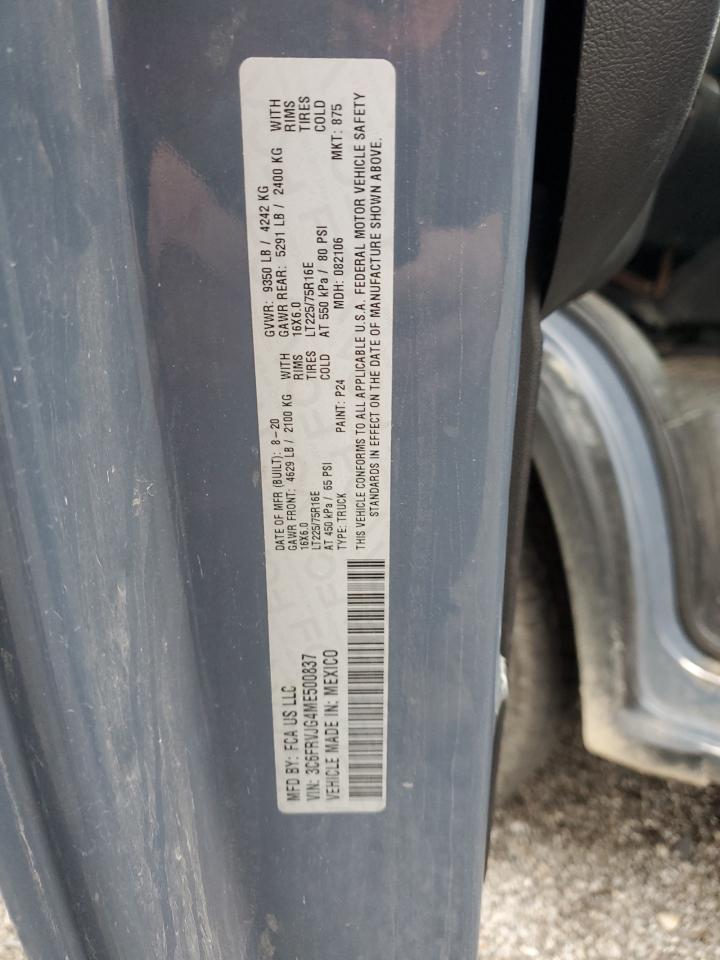 MFD BY: FCA US LLC
VIN: 3C6FRVJG4ME500837
VEHICLE MADE IN: MEXICO
DATE OF MFR (BUILT): 8-20 GVWR: 9350 LB / 4242 KG
GAWR FRONT: 4629 LB / 2100 KG WITH GAWR REAR: 5291 LB / 2400 KG WITH
16X6.0 RIMS 16X6.0 RIMS
LT225/75R16E TIRES LT225/75R16E TIRES
AT 450 kPa / 65 PSI COLD AT 550 kPa / 80 PSI COLD
TYPE: TRUCK PAINT: P24 MDH: 082106 MKT: 875
THIS VEHICLE CONFORMS TO ALL APPLICABLE U.S.A. FEDERAL MOTOR VEHICLE SAFETY
STANDARDS IN EFFECT ON THE DATE OF MANUFACTURE SHOWN ABOVE.